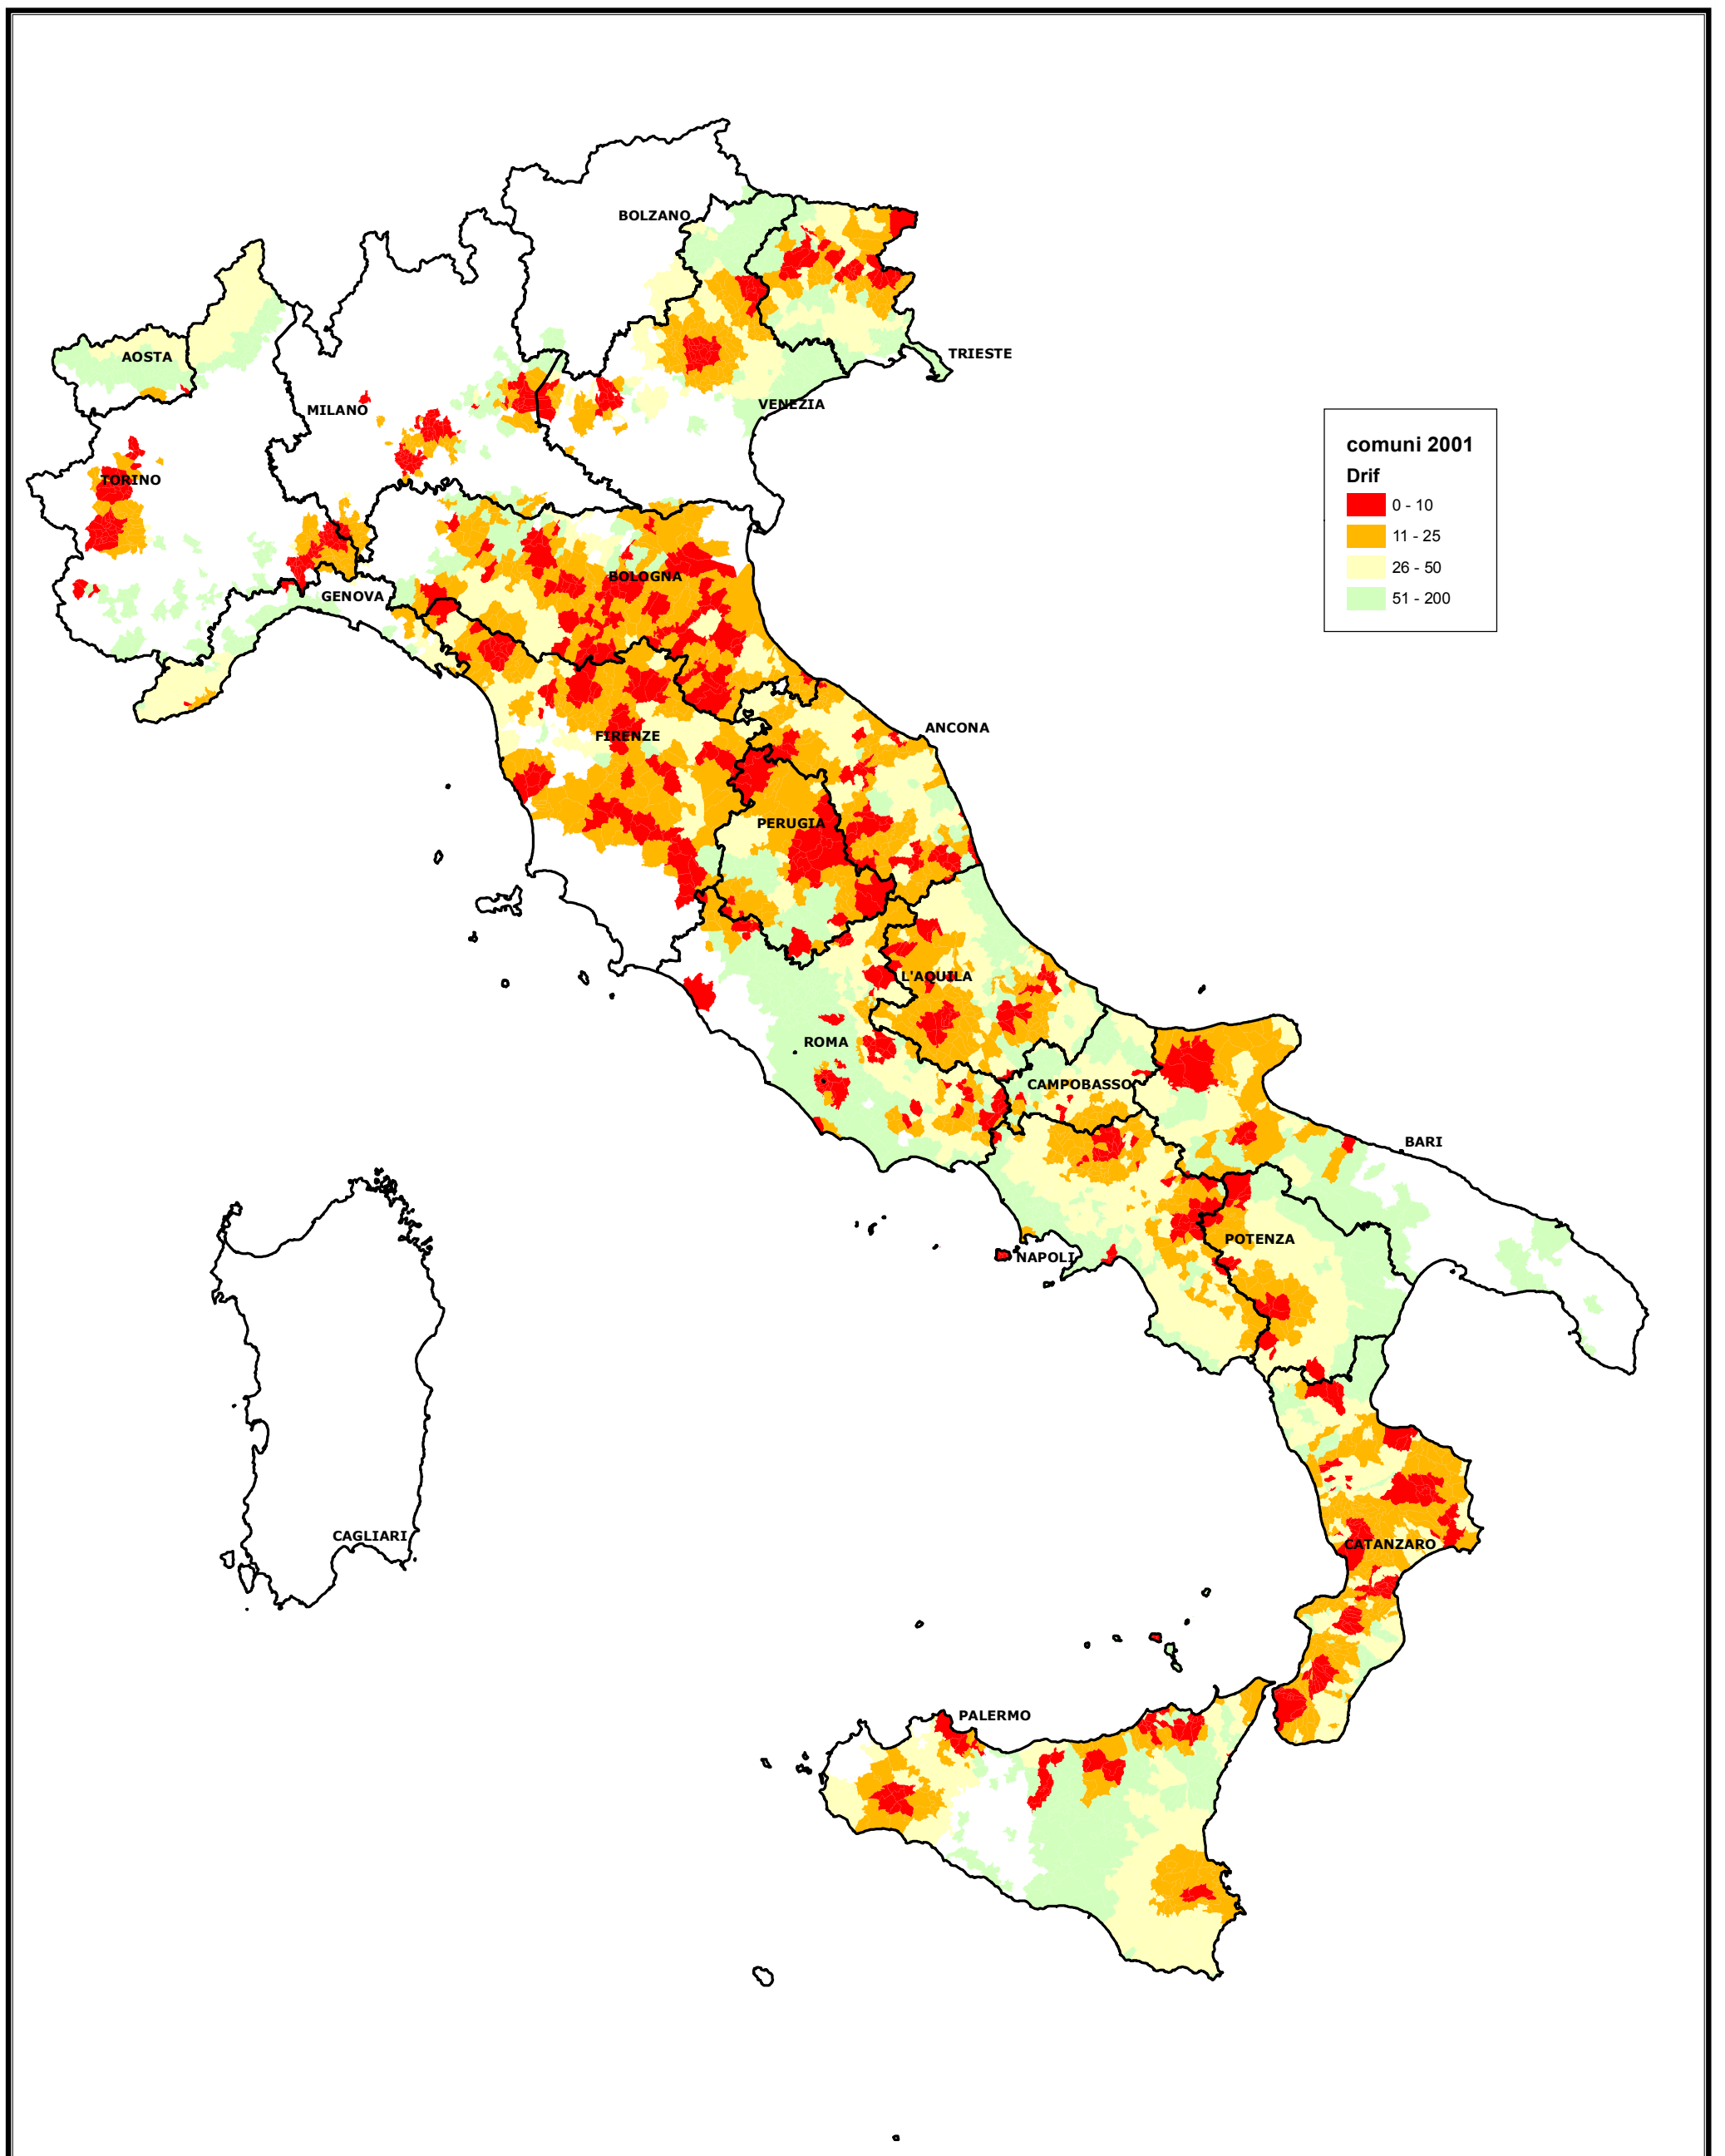 BOLZANO
AOSTA
TRIESTE
MILANO
VENEZIA
comuni 2001
Drif
TORINO
0 - 10
11 - 25
26 - 50
51 - 200
BOLOGNA
GENOVA
ANCONA
FIRENZE
PERUGIA
L'AQUILA
ROMA
CAMPOBASSO
BARI
POTENZA
NAPOLI
CAGLIARI
CATANZARO
PALERMO